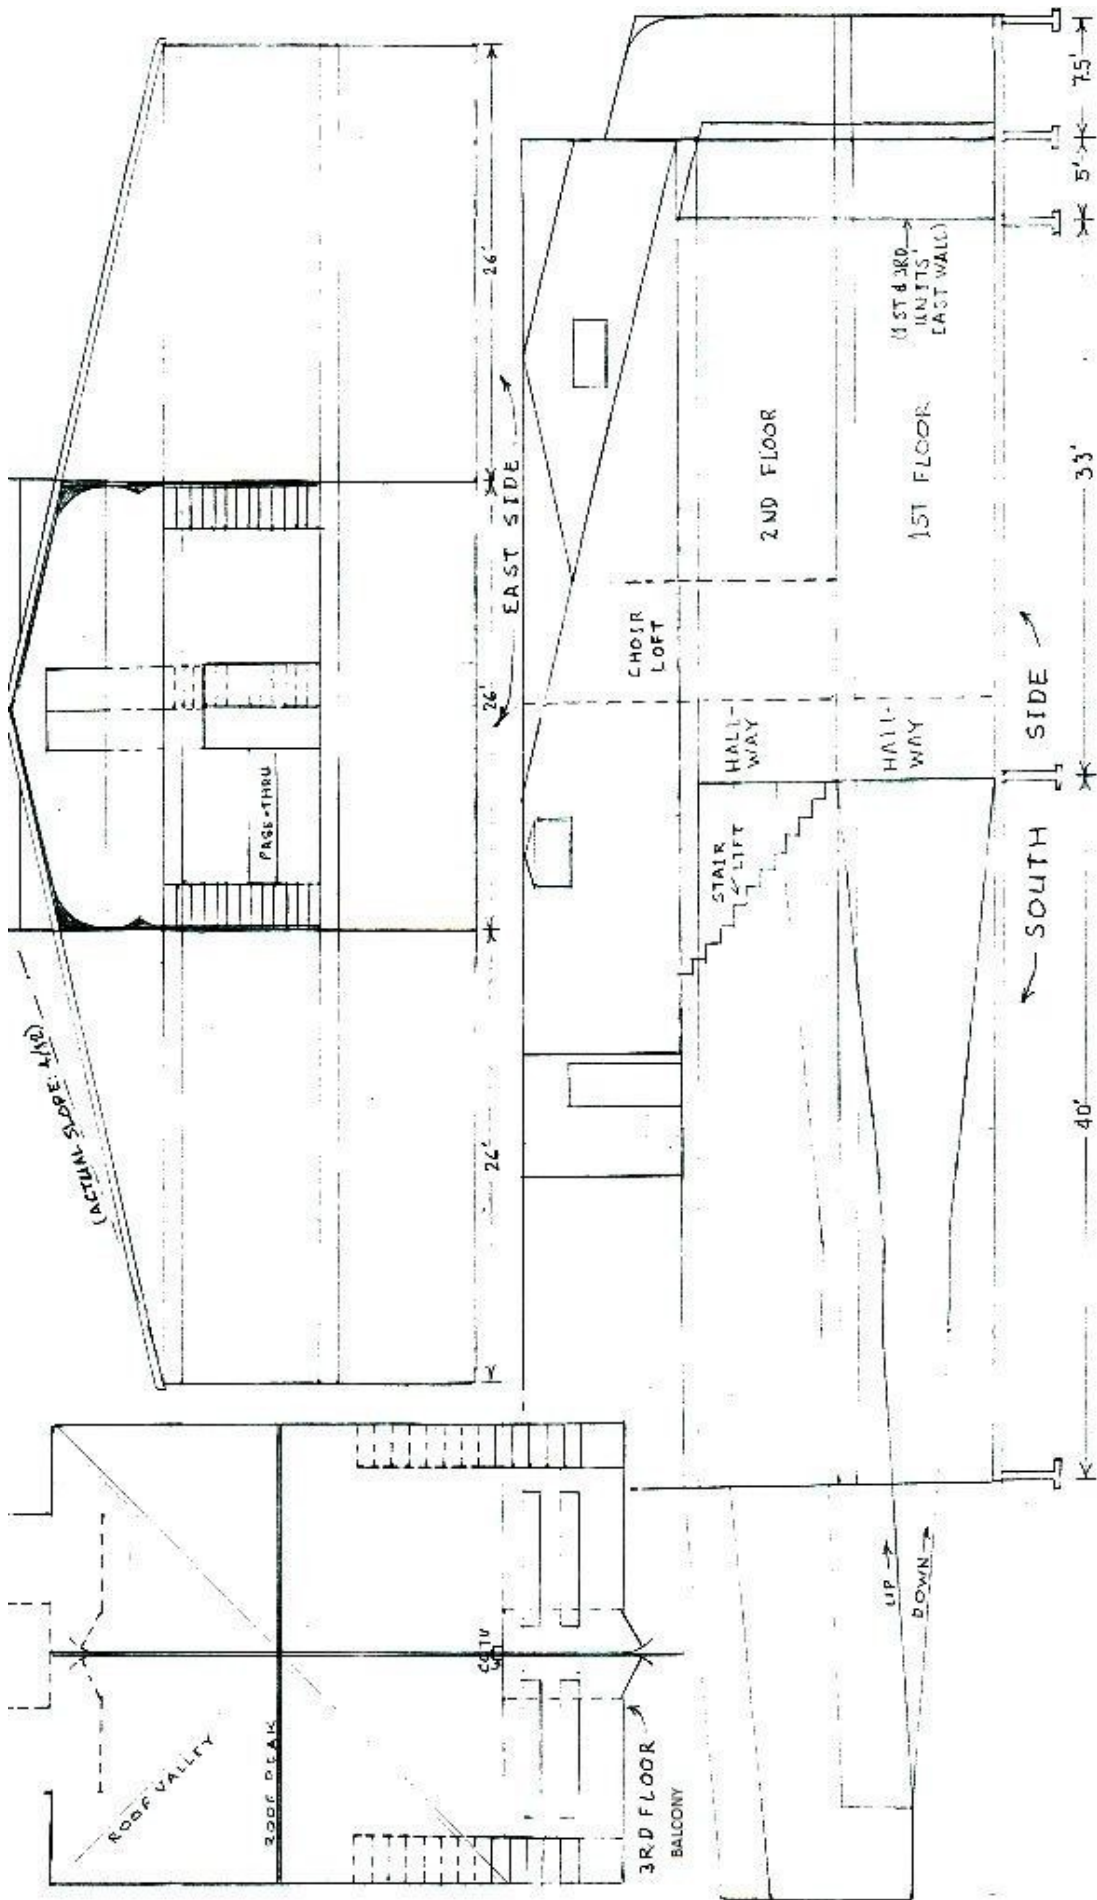 (ACTUAL SLOPE: 4/12)
26'
26'
26'
PASS-THRU
EAST SIDE
7.5'
5'
33'
40'
(1ST & 3RD
UNITS'
EAST WALL)
2ND FLOOR
1ST FLOOR
CHOIR
LOFT
HALL-
WAY
HALL-
WAY
STAIR
LIFT
SOUTH SIDE
UP
DOWN
ROOF VALLEY
ROOF PEAK
CCTV
3RD FLOOR
BALCONY